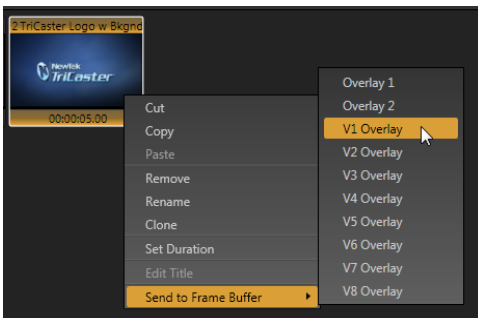 2 TriCaster Logo w Bkgnd
NewTek
TriCaster
00:00:05.00
Cut
Copy
Paste
Remove
Rename
Clone
Set Duration
Edit Title
Send to Frame Buffer
Overlay 1
Overlay 2
V1 Overlay
V2 Overlay
V3 Overlay
V4 Overlay
V5 Overlay
V6 Overlay
V7 Overlay
V8 Overlay